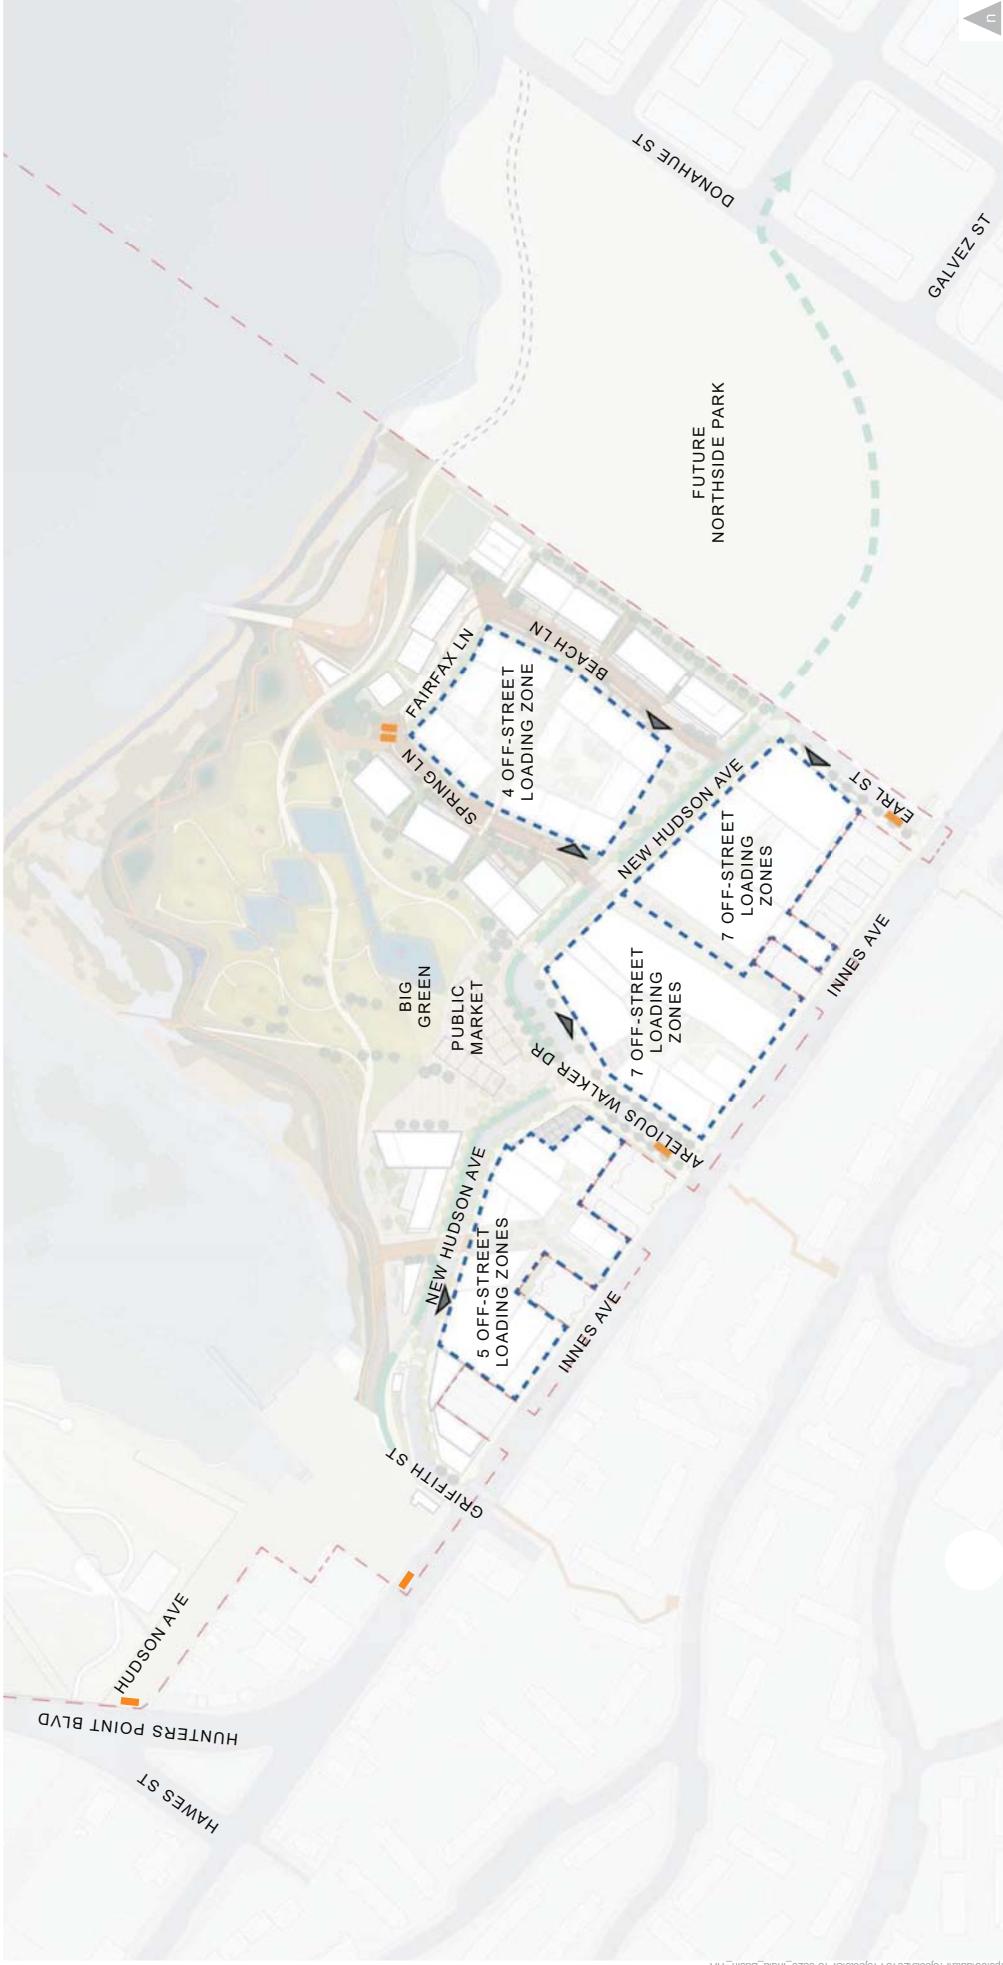 n
DONAHUE ST
GALVEZ ST
FUTURE
NORTHSIDE PARK
FAIRFAX LN
BEACH LN
SPRING LN
4 OFF-STREET
LOADING ZONE
NEW HUDSON AVE
EARL ST
7 OFF-STREET
LOADING
ZONES
INNES AVE
BIG
GREEN
PUBLIC
MARKET
7 OFF-STREET
LOADING
ZONES
ARELIOUS WALKER DR
NEW HUDSON AVE
5 OFF-STREET
LOADING ZONES
INNES AVE
GRIFFITH ST
HUDSON AVE
HUNTERS POINT BLVD
HAWES ST